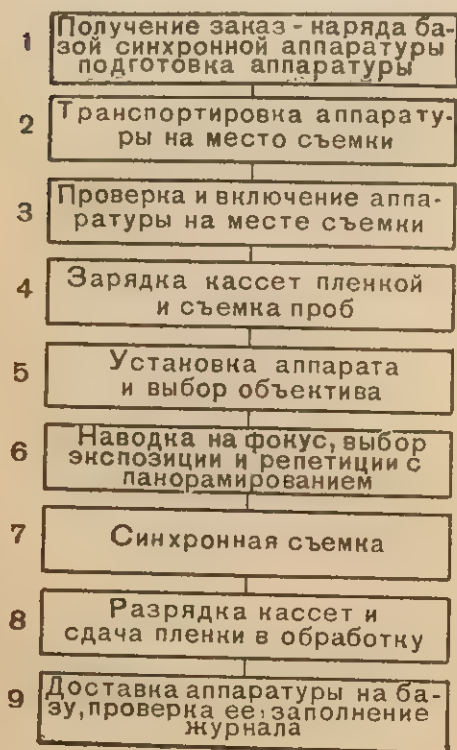 1 Получение заказ-наряда ба-
зой синхронной аппаратуры
подготовка аппаратуры
2 Транспортировка аппарату-
ры на место съемки
3 Проверка и включение аппа-
ратуры на месте съемки
4 Зарядка кассет пленкой
и съемка проб
5 Установка аппарата
и выбор объектива
6 Наводка на фокус, выбор
экспозиции и репетиции с
панорамированием
7 Синхронная съемка
8 Разрядка кассет и
сдача пленки в обработку
9 Доставка аппаратуры на ба-
зу, проверка ее, заполнение
журнала